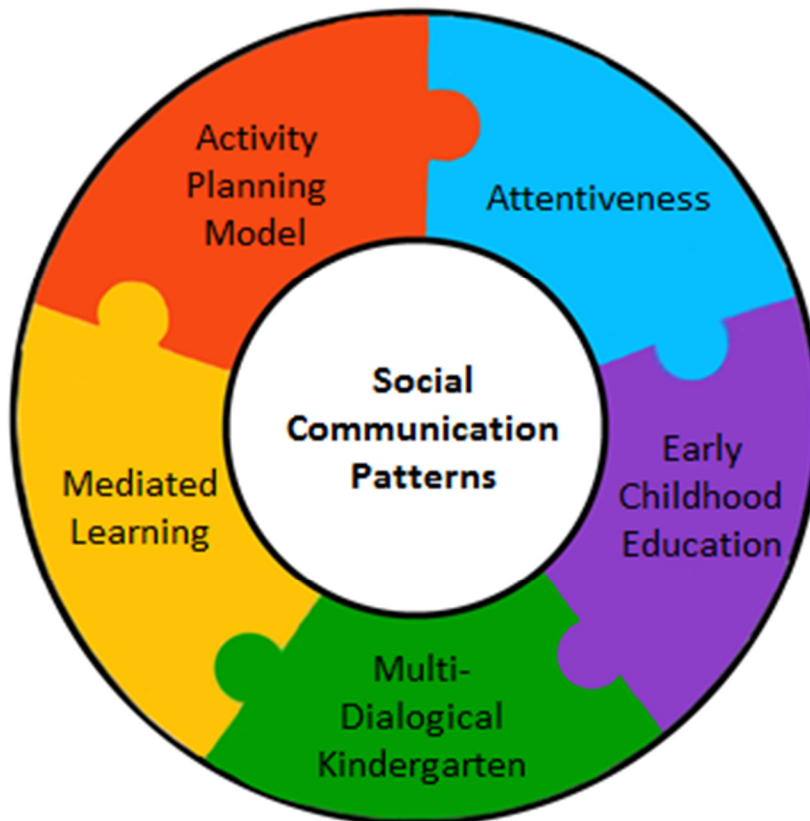 Activity
Planning
Model
Attentiveness
Social
Communication
Patterns
Early
Childhood
Education
Mediated
Learning
Multi-
Dialogical
Kindergarten